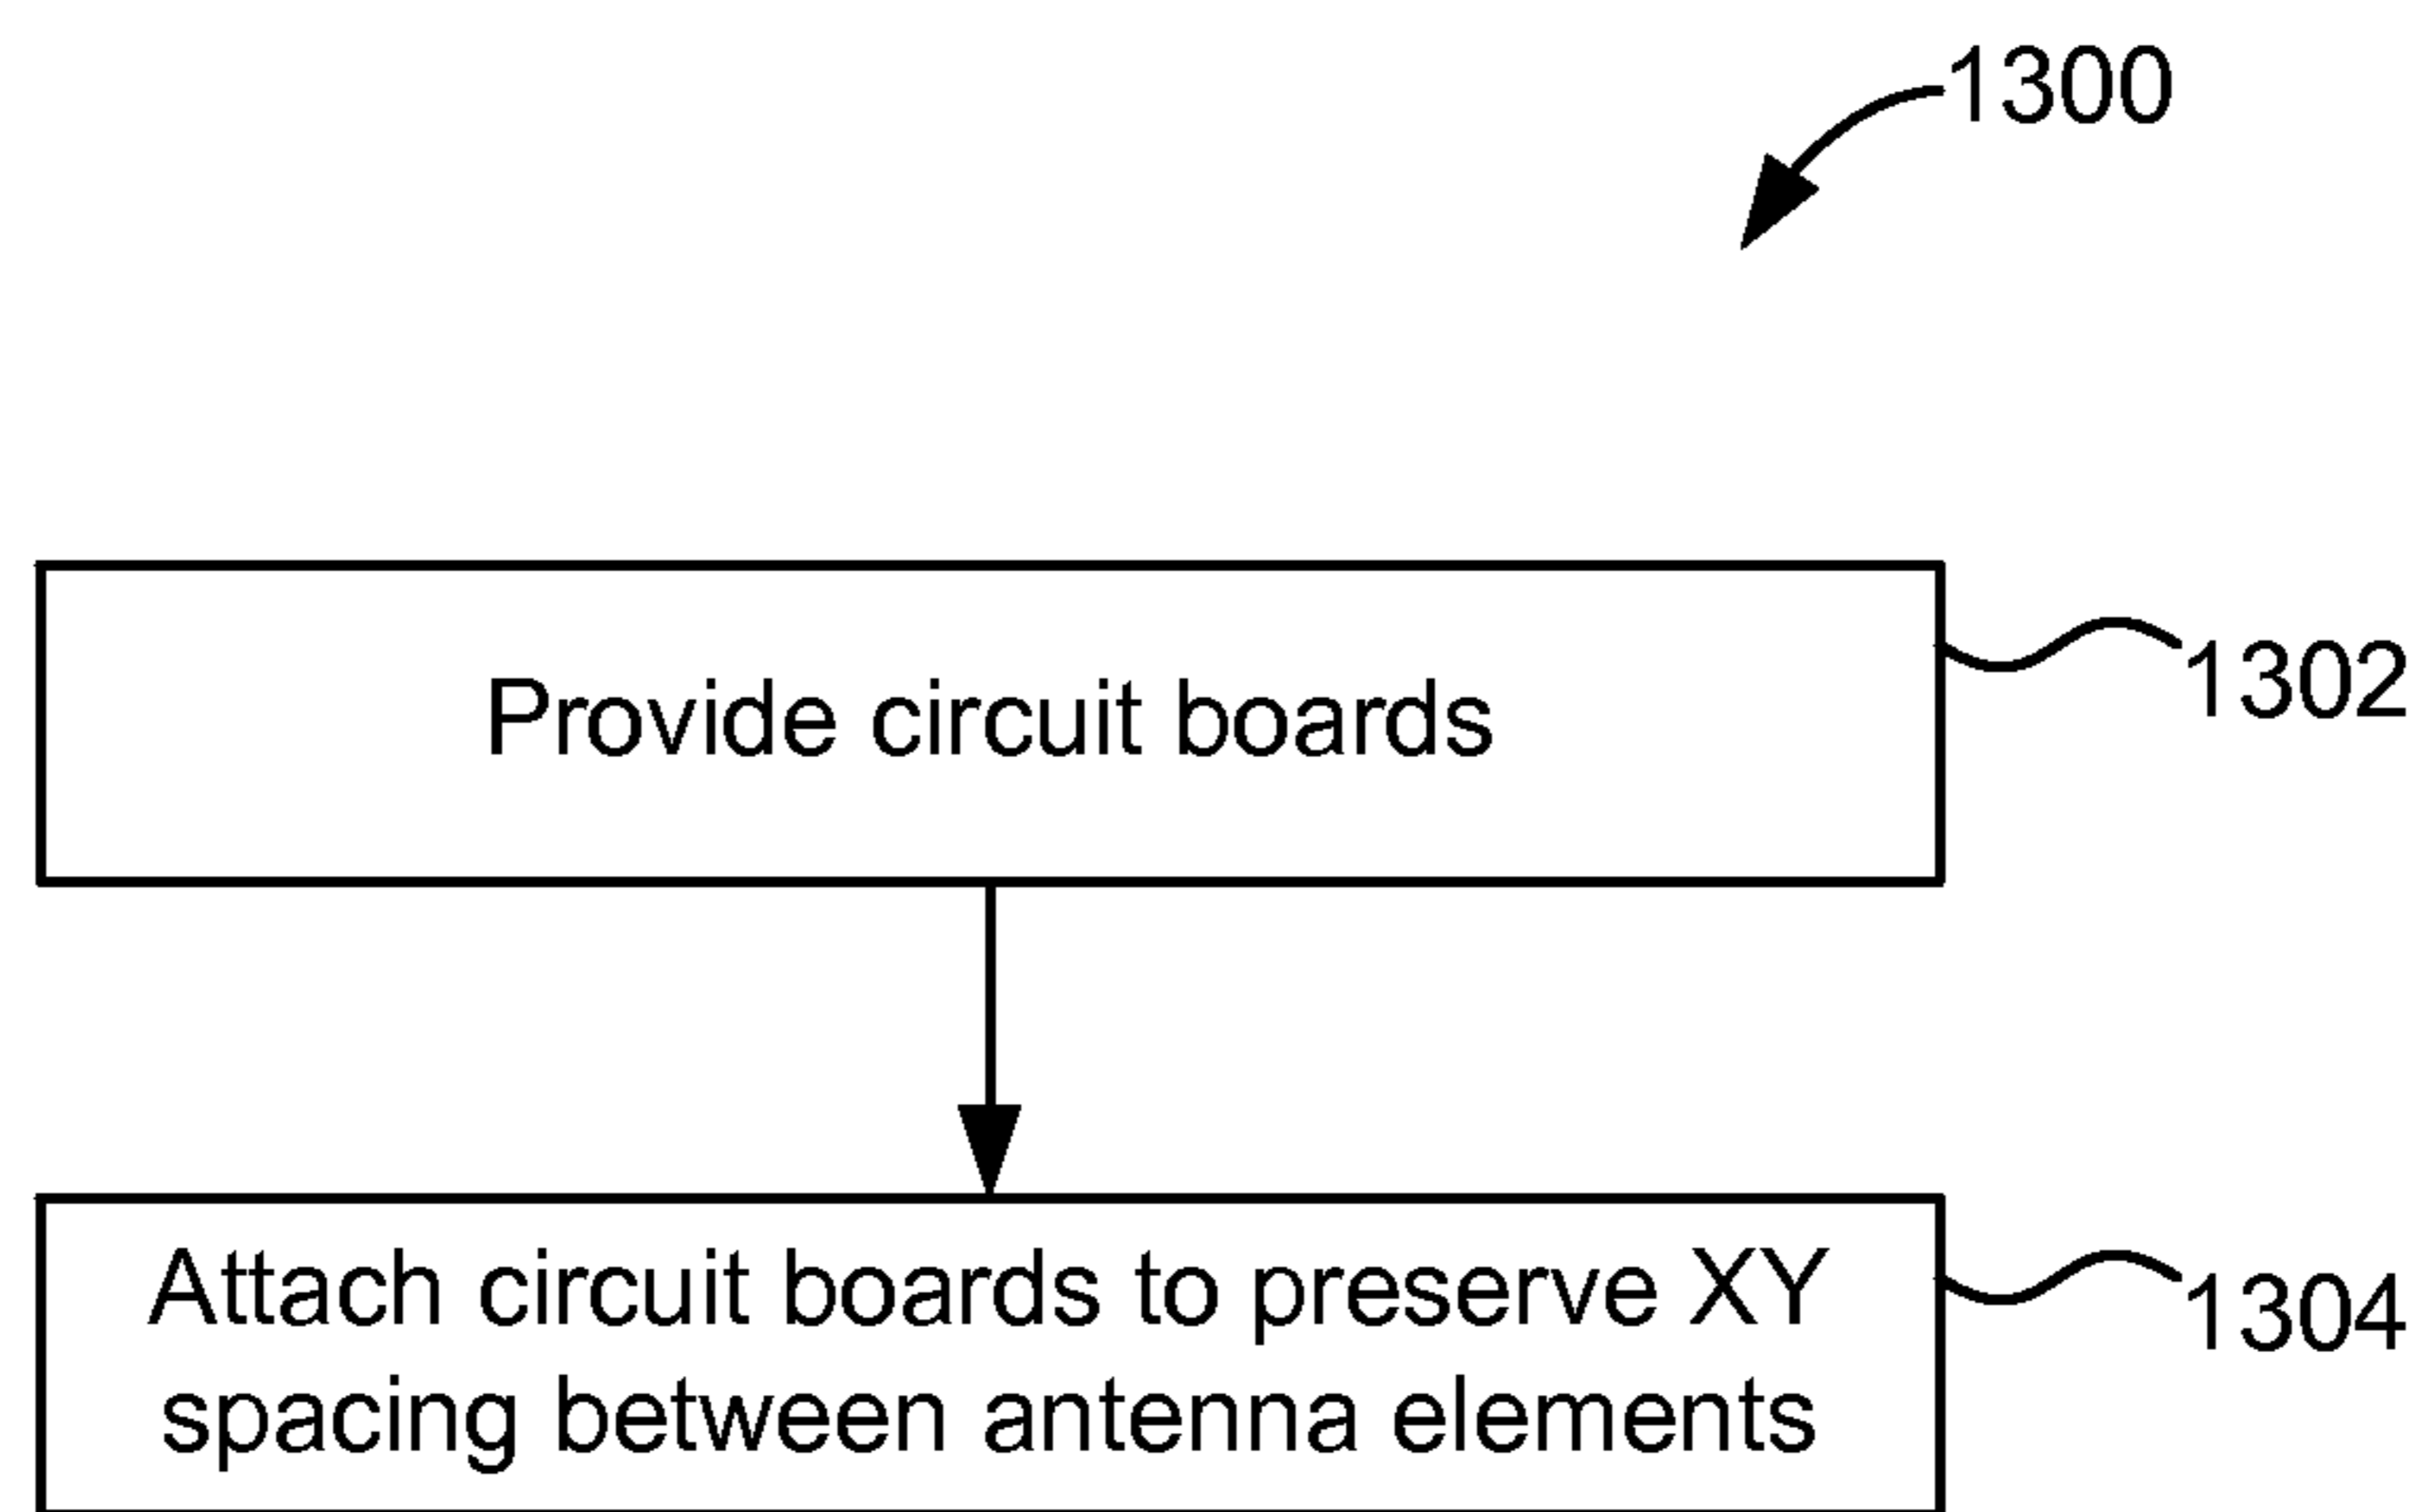 1300
Provide circuit boards
1302
Attach circuit boards to preserve XY
spacing between antenna elements
1304